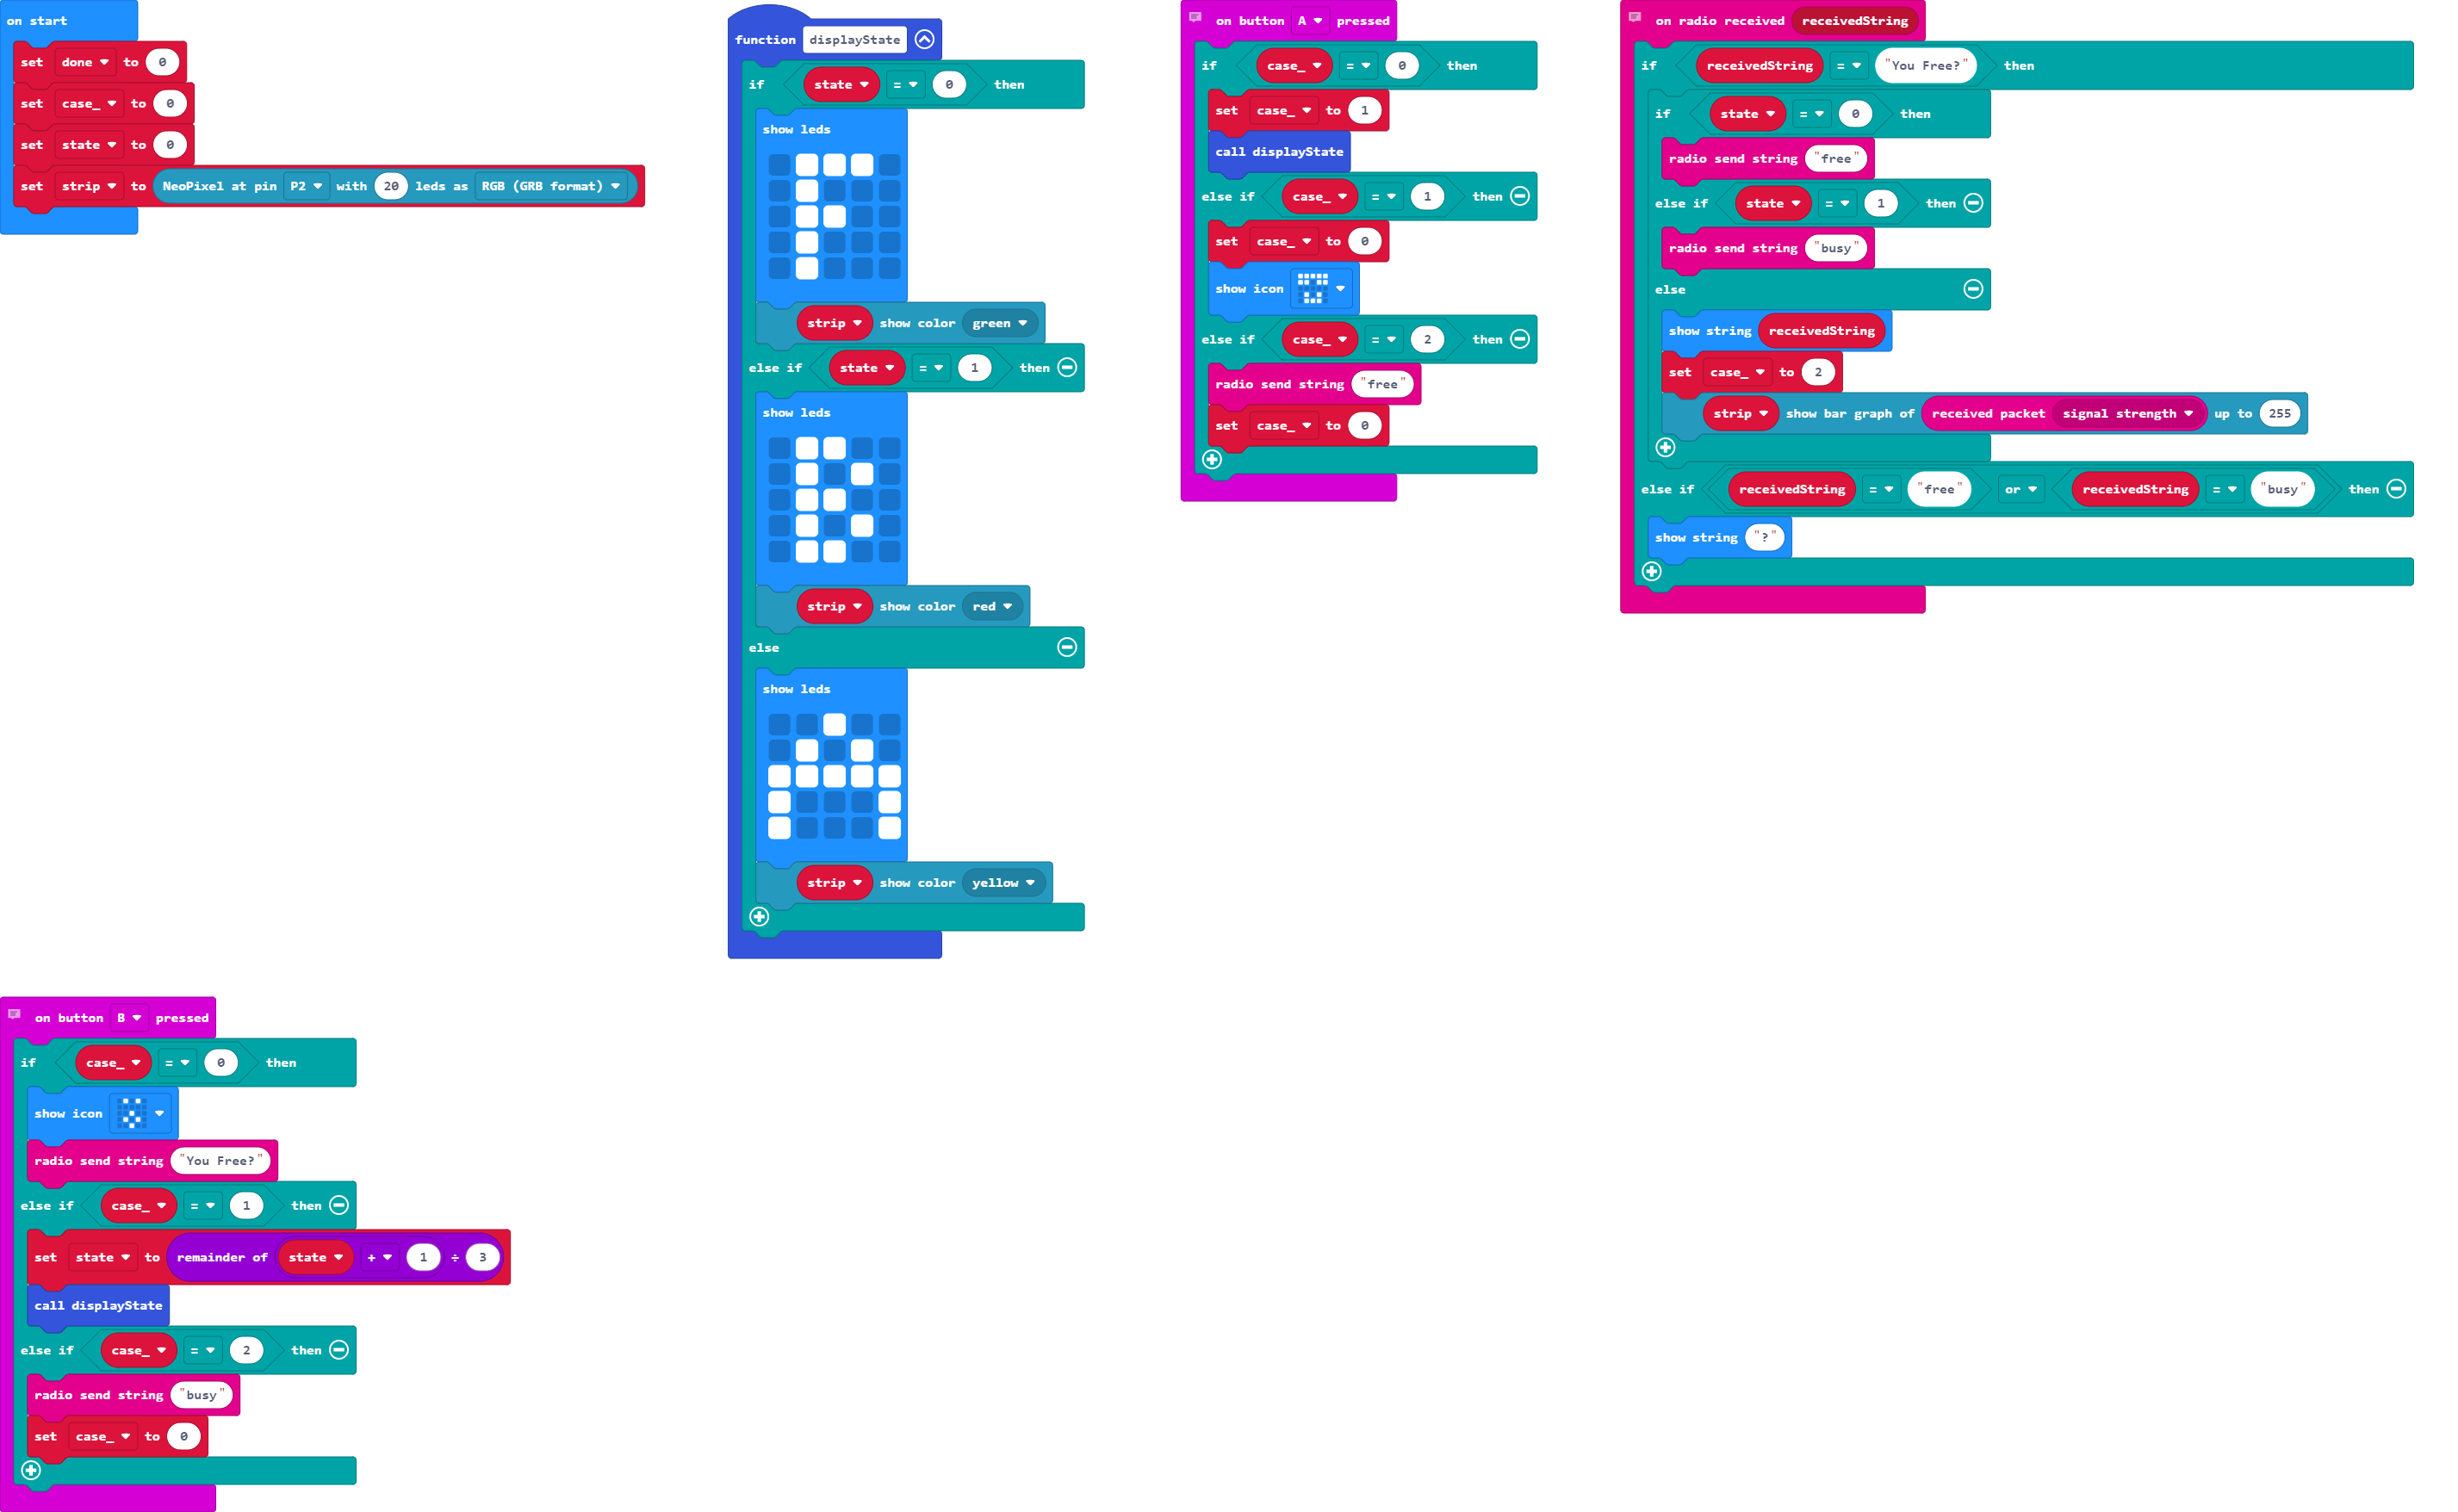 on start
set done to 0
set case_ to 0
set state to 0
set strip to NeoPixel at pin P2 with 20 leds as RGB (GRB format)
function displayState
if state = 0 then
show leds
strip show color green
else if state = 1 then
show leds
strip show color red
else
show leds
strip show color yellow
on button A pressed
if case_ = 0 then
set case_ to 1
call displayState
else if case_ = 1 then
set case_ to 0
show icon
else if case_ = 2 then
radio send string "free"
set case_ to 0
on radio received receivedString
if receivedString = "You Free?" then
if state = 0 then
radio send string "free"
else if state = 1 then
radio send string "busy"
else
show string receivedString
set case_ to 2
strip show bar graph of received packet signal strength up to 255
else if receivedString = "free" or receivedString = "busy" then
show string "?"
on button B pressed
if case_ = 0 then
show icon
radio send string "You Free?"
else if case_ = 1 then
set state to remainder of state + 1 ÷ 3
call displayState
else if case_ = 2 then
radio send string "busy"
set case_ to 0